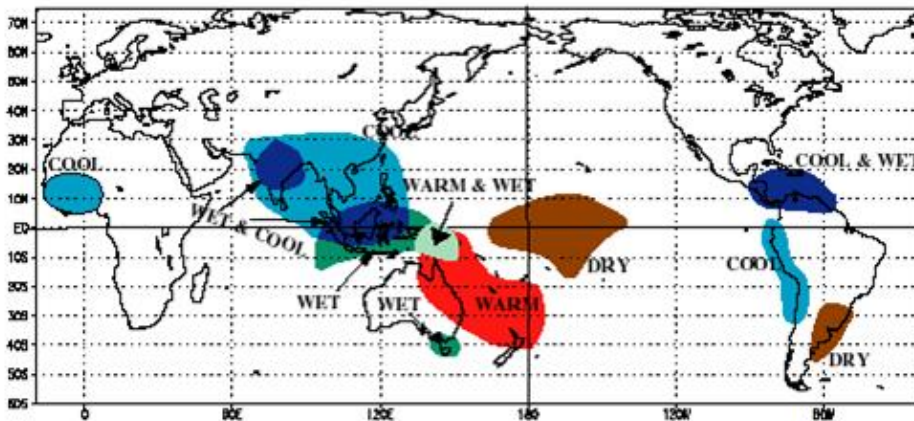 75N
70N
60N
50N
40N
30N
20N
10N
EQ
10S
20S
30S
40S
50S
60S
COOL
COOL
WARM & WET
WET & COOL
WET
WET
WARM
DRY
COOL & WET
COOL
DRY
0 60E 120E 180 120W 60W